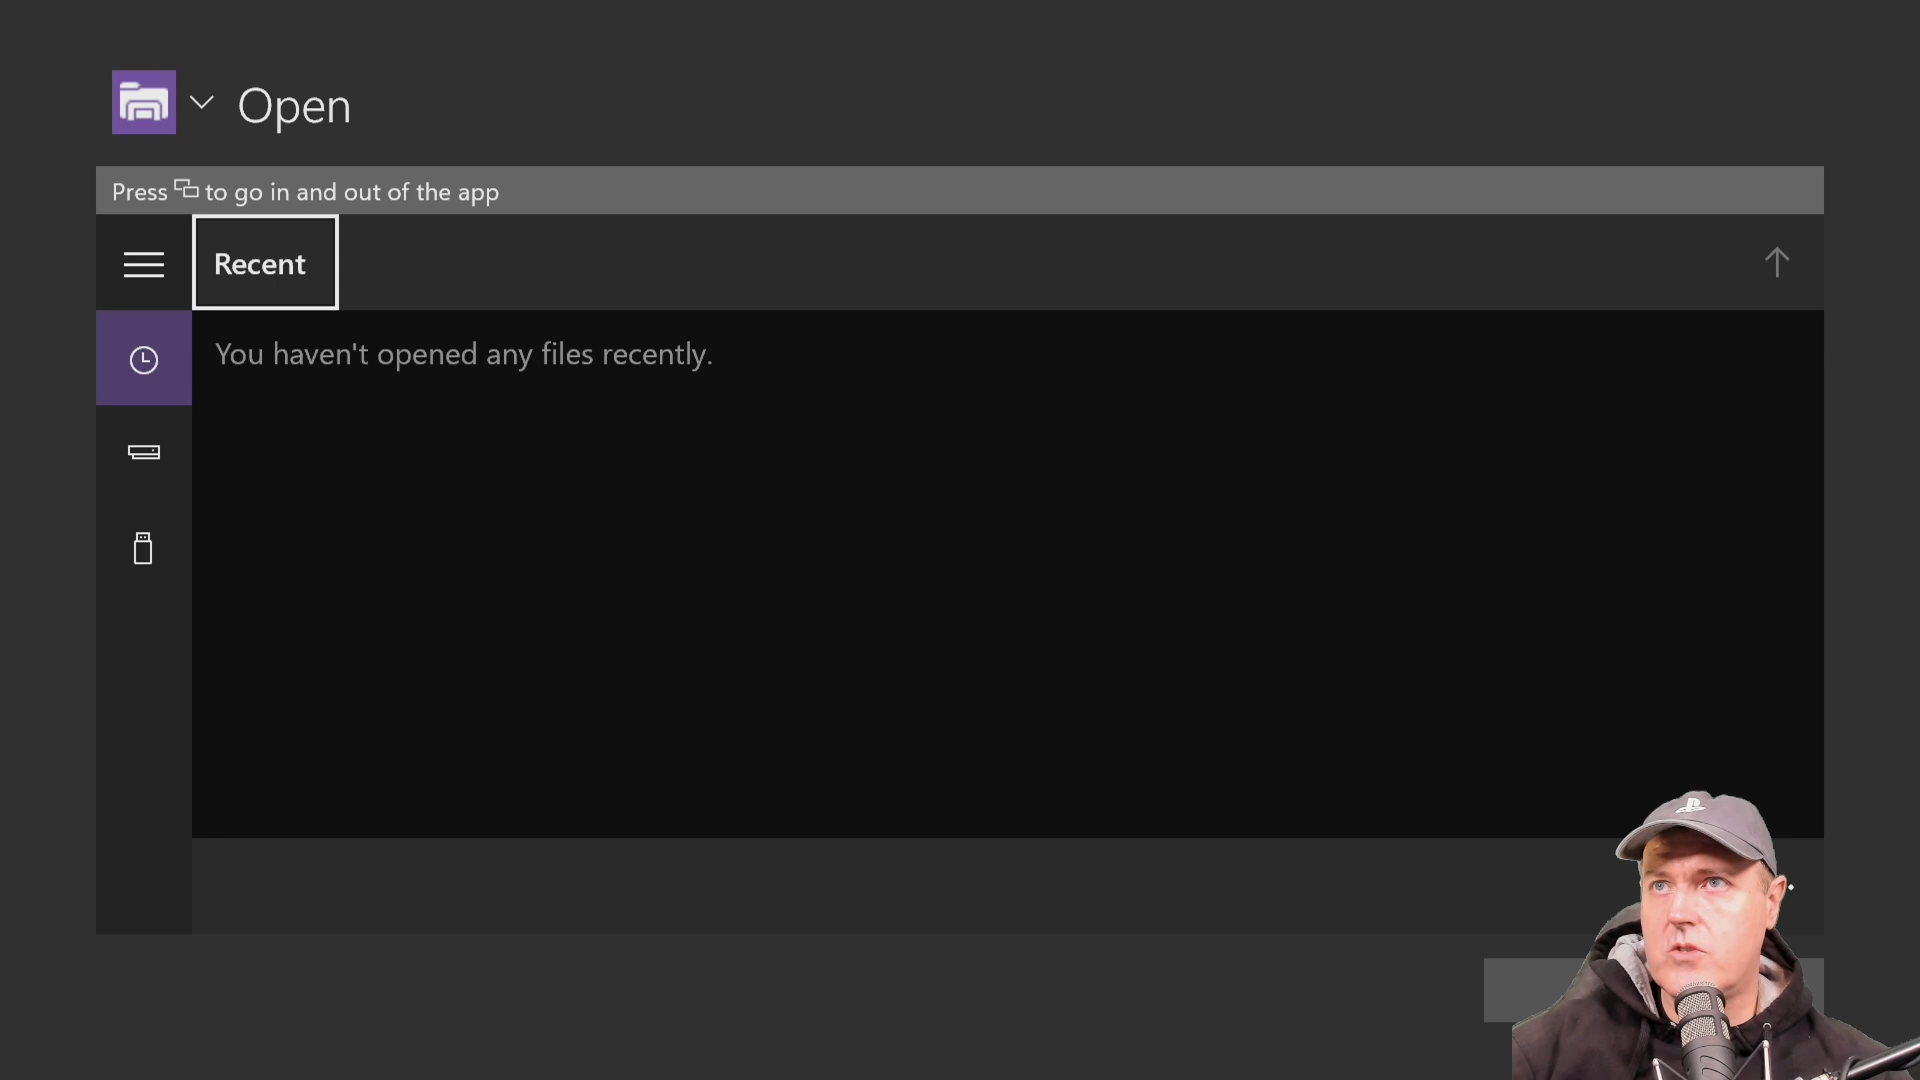 Open
Press to go in and out of the app
Recent
You haven't opened any files recently.